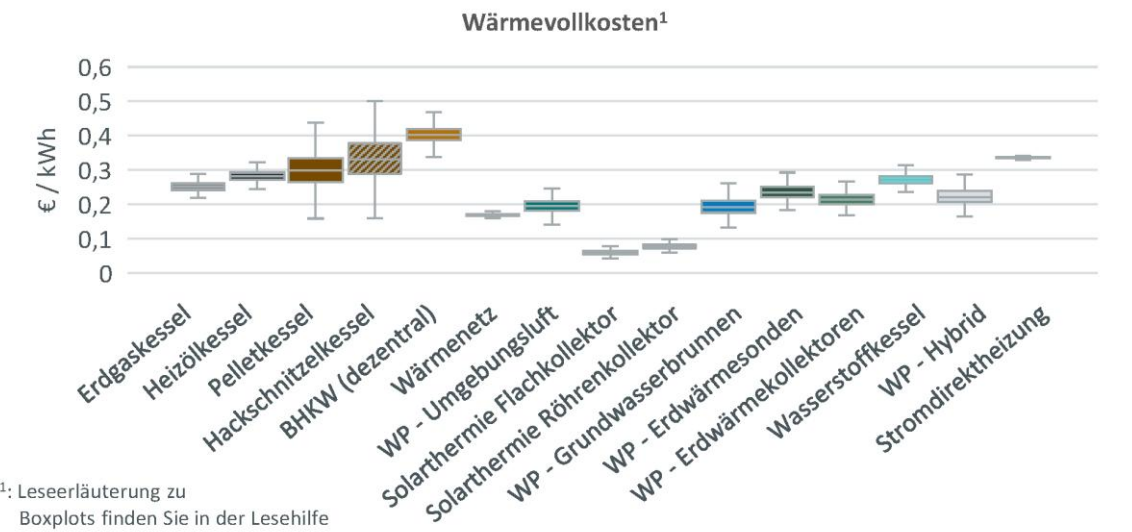 Wärmevollkosten¹
€ / kWh
0,6
0,5
0,4
0,3
0,2
0,1
0
Erdgaskessel
Heizölkessel
Pelletkessel
Hackschnitzelkessel
BHKW (dezentral)
Wärmenetz
WP - Umgebungsluft
Solarthermie Flachkollektor
Solarthermie Röhrenkollektor
WP - Grundwasserbrunnen
WP - Erdwärmesonden
WP - Erdwärmekollektoren
Wasserstoffkessel
WP - Hybrid
Stromdirektheizung
¹: Leseerläuterung zu
Boxplots finden Sie in der Lesehilfe